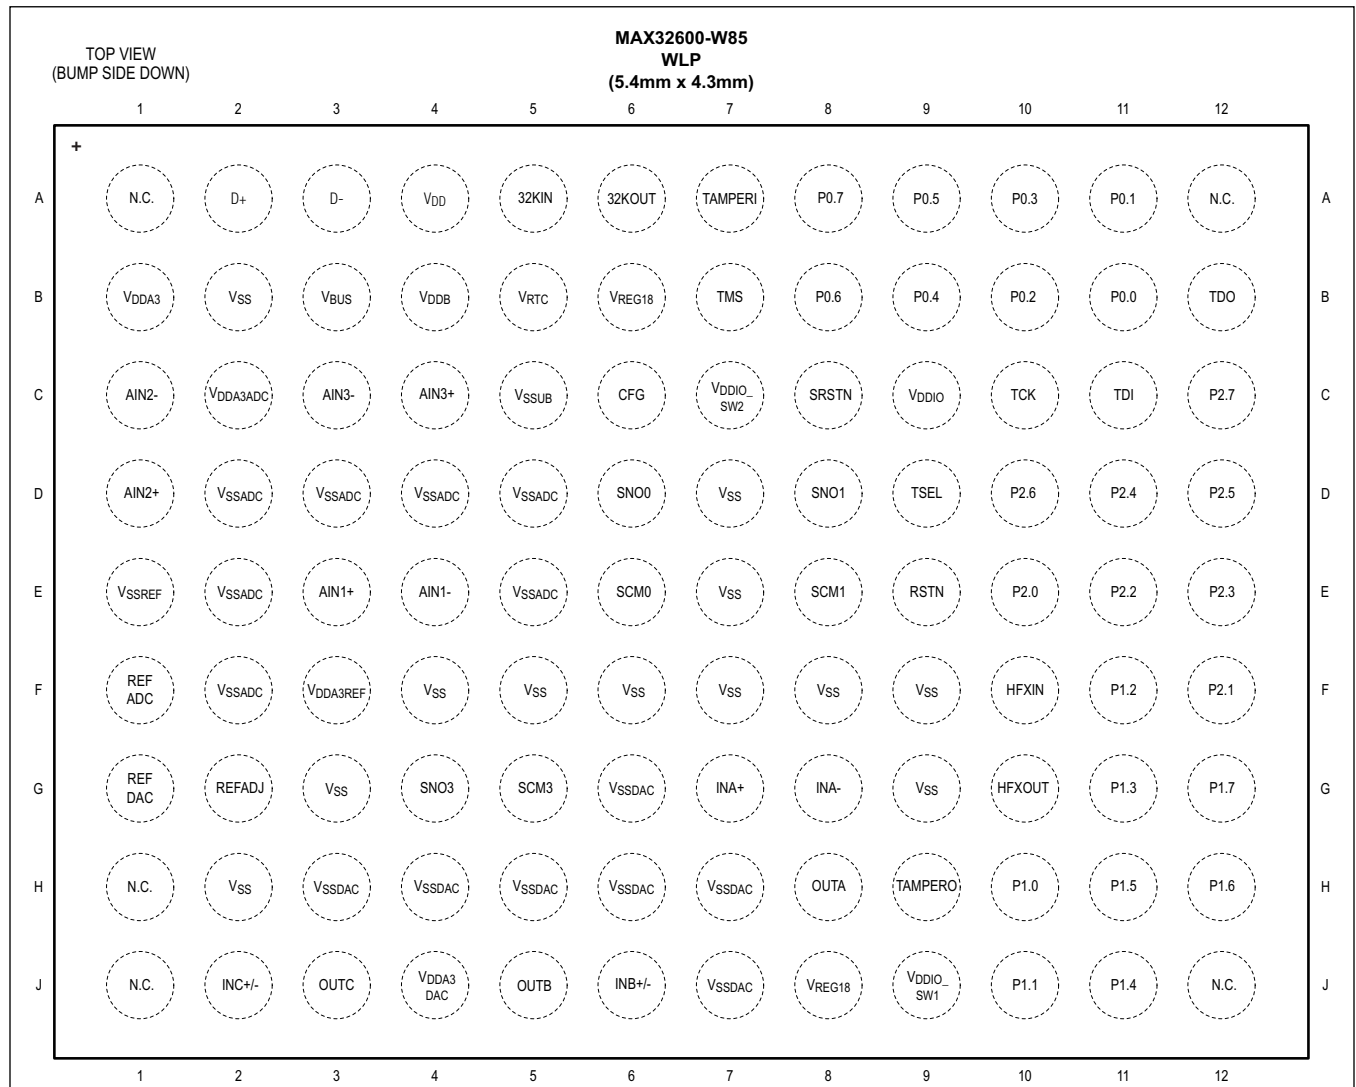 MAX32600-W85
WLP
(5.4mm x 4.3mm)
TOP VIEW
(BUMP SIDE DOWN)
1 2 3 4 5 6 7 8 9 10 11 12
+
A N.C. D+ D- VDD 32KIN 32KOUT TAMPERI P0.7 P0.5 P0.3 P0.1 N.C. A
B VDDA3 VSS VBUS VDDB VRTC VREG18 TMS P0.6 P0.4 P0.2 P0.0 TDO B
C AIN2- VDDA3ADC AIN3- AIN3+ VSSUB CFG VDDIO_ SRSTN VDDIO TCK TDI P2.7 C
SW2
D AIN2+ VSSADC VSSADC VSSADC VSSADC SNO0 VSS SNO1 TSEL P2.6 P2.4 P2.5 D
E VSSREF VSSADC AIN1+ AIN1- VSSADC SCM0 VSS SCM1 RSTN P2.0 P2.2 P2.3 E
F REF VSSADC VDDA3REF VSS VSS VSS VSS VSS VSS HFXIN P1.2 P2.1 F
ADC
G REF REFADJ VSS SNO3 SCM3 VSSDAC INA+ INA- VSS HFXOUT P1.3 P1.7 G
DAC
H N.C. VSS VSSDAC VSSDAC VSSDAC VSSDAC VSSDAC OUTA TAMPERO P1.0 P1.5 P1.6 H
J N.C. INC+/- OUTC VDDA3 OUTB INB+/- VSSDAC VREG18 VDDIO_ P1.1 P1.4 N.C. J
DAC SW1
1 2 3 4 5 6 7 8 9 10 11 12